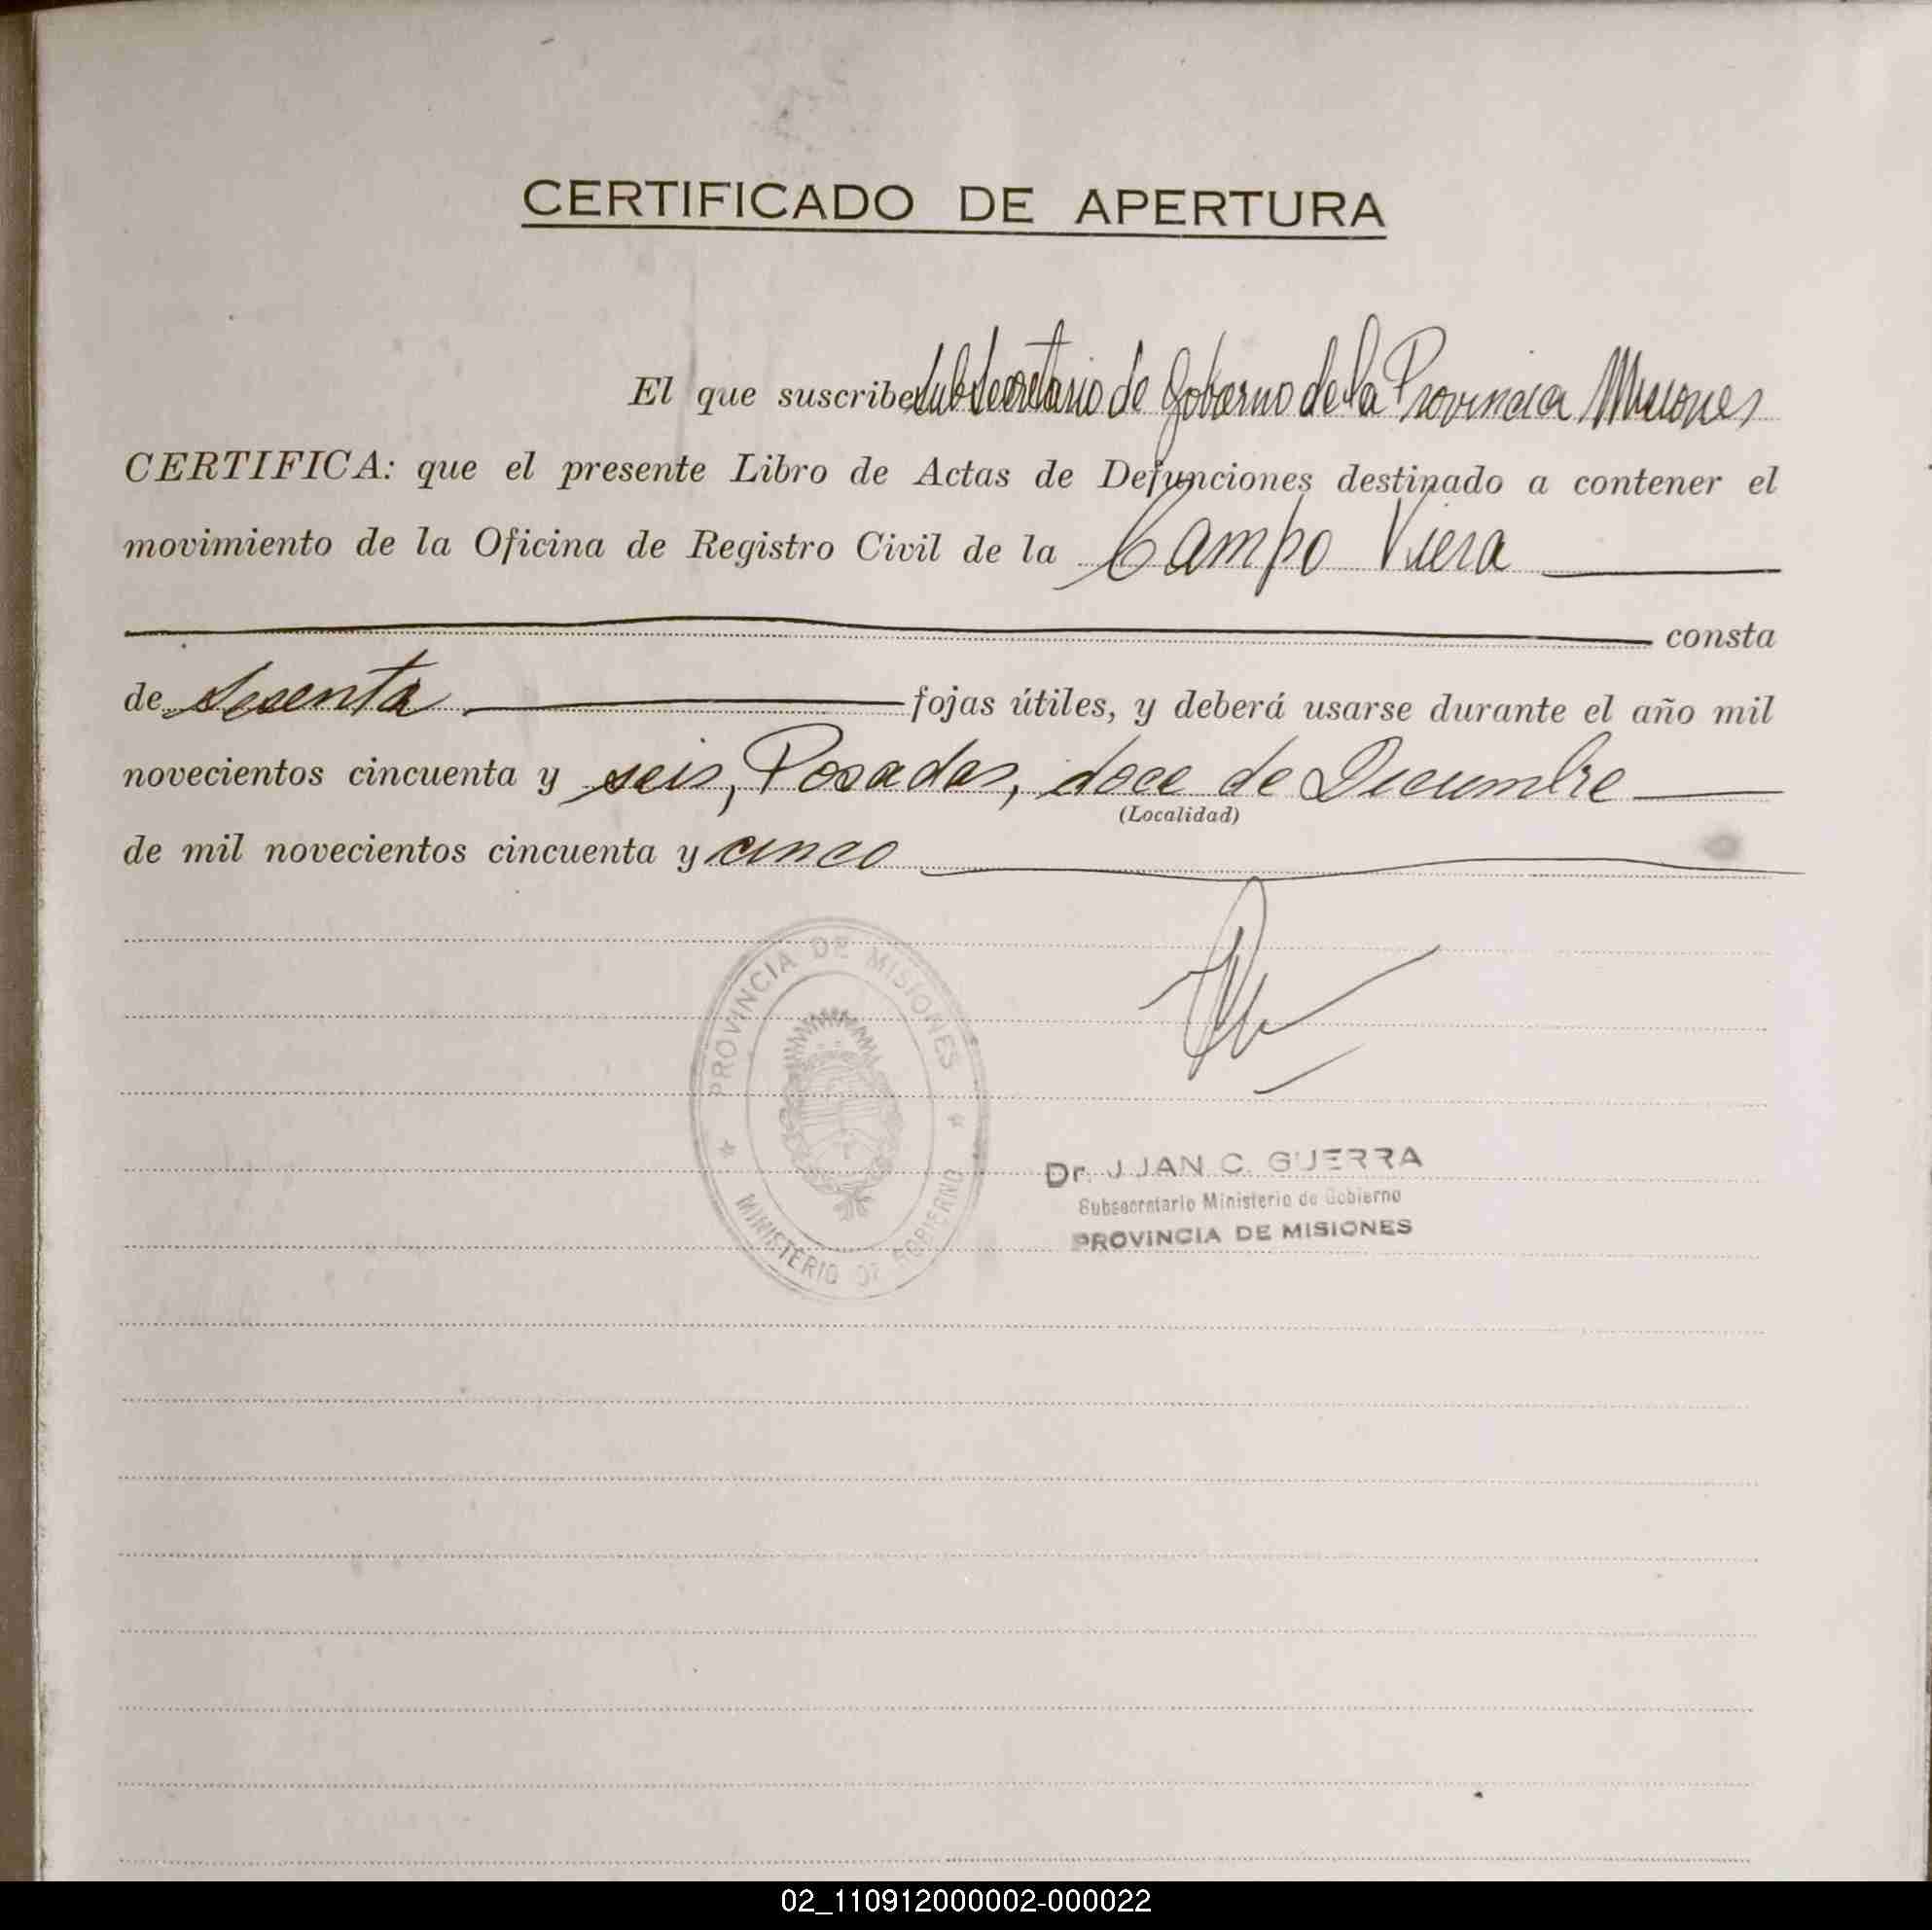 CERTIFICADO DE APERTURA
El que suscribe Subsecretario de Gobierno de la Provincia Misiones
CERTIFICA: que el presente Libro de Actas de Defunciones destinado a contener el
movimiento de la Oficina de Registro Civil de la Campo Viera
consta
de Sesenta fojas útiles, y deberá usarse durante el año mil
novecientos cincuenta y seis, Posadas, doce de Diciembre
(Localidad)
de mil novecientos cincuenta y cinco
PROVINCIA DE MISIONES
MINISTERIO DE GOBIERNO
Dr. JUAN C. GUERRA
Subsecretario Ministerio de Gobierno
PROVINCIA DE MISIONES
02_110912000002-000022